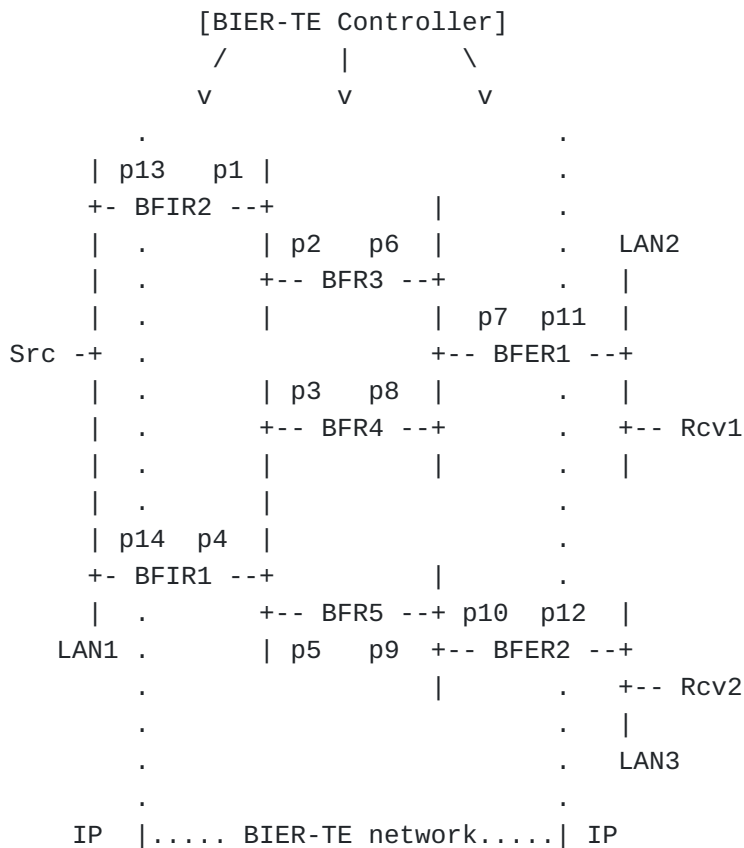 [BIER-TE Controller]
/ | \
v v v
. .
| p13 p1 | .
+- BFIR2 --+ | .
| . | p2 p6 | . LAN2
| . +-- BFR3 --+ . |
| . | | p7 p11 |
Src -+ . +-- BFER1 --+
| . | p3 p8 | . |
| . +-- BFR4 --+ . +-- Rcv1
| . | | . |
| . | .
| p14 p4 | .
+- BFIR1 --+ | .
| . +-- BFR5 --+ p10 p12 |
LAN1 . | p5 p9 +-- BFER2 --+
. | . +-- Rcv2
. . |
. . LAN3
. .
IP |..... BIER-TE network.....| IP